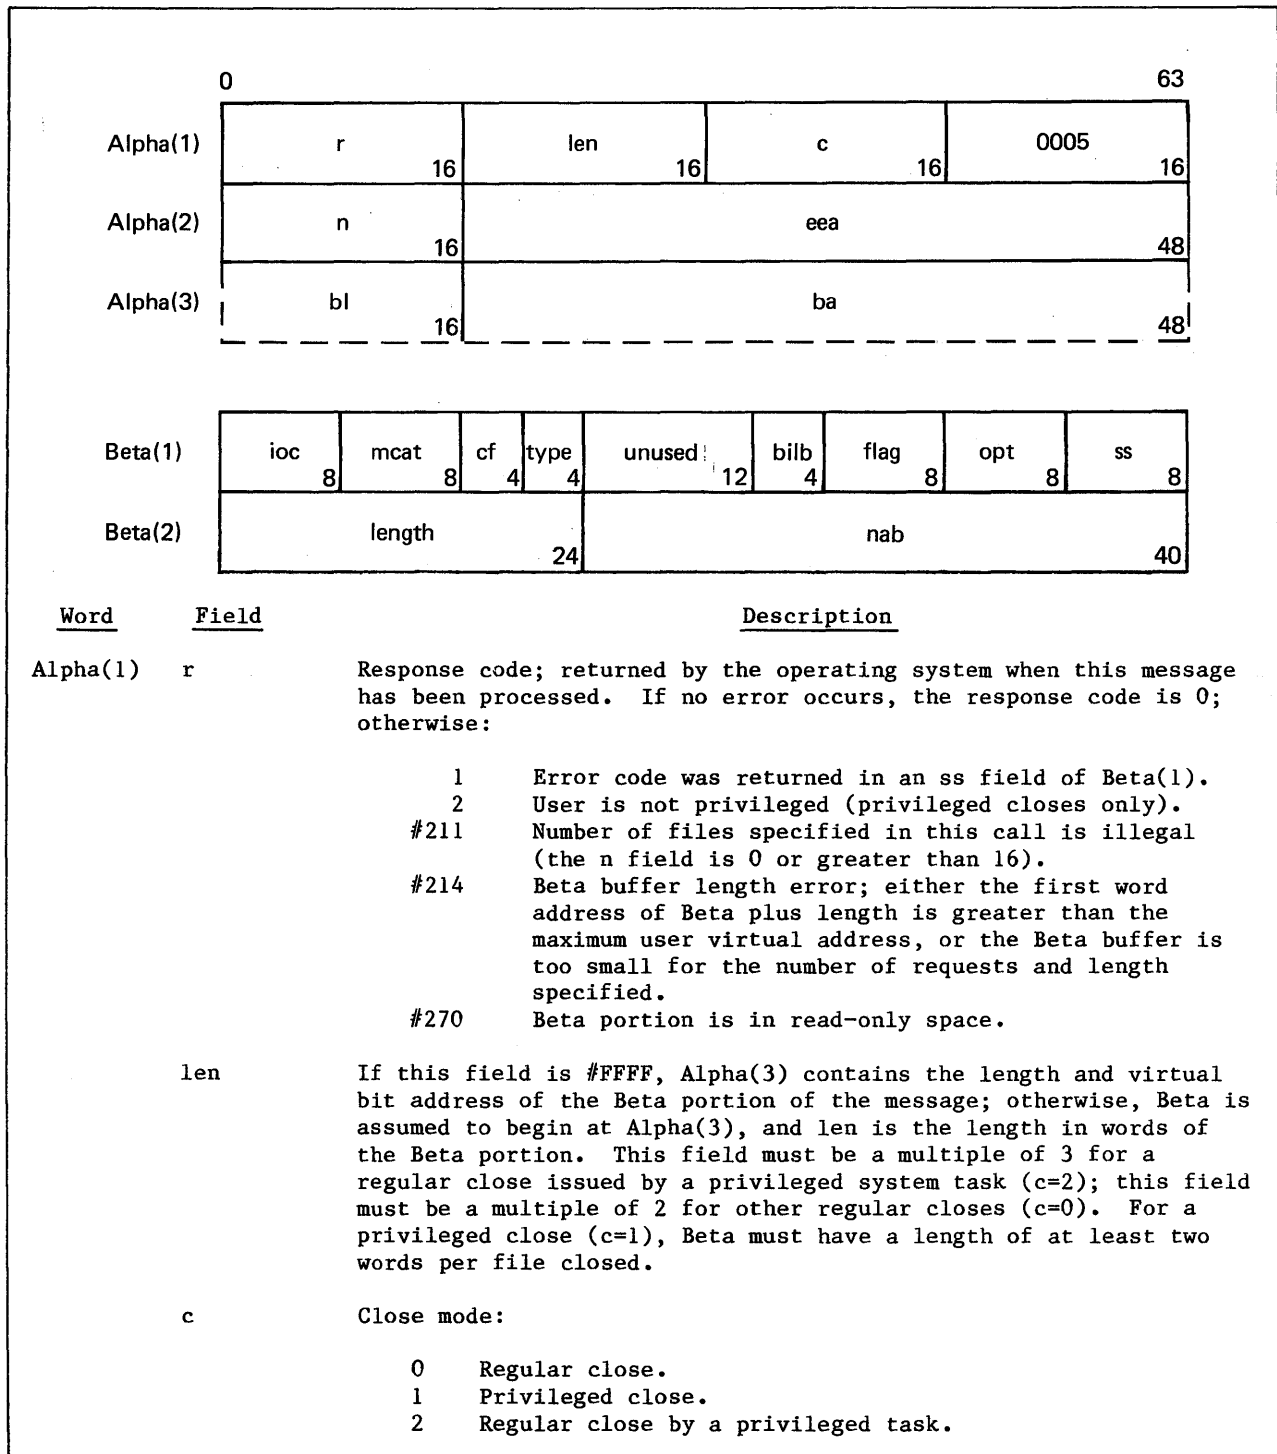 0 63
Alpha(1) r 16 len 16 c 16 0005 16
Alpha(2) n 16 eea 48
Alpha(3) bl 16 ba 48
Beta(1) ioc 8 mcat 8 cf 4 type 4 unused 12 bilb 4 flag 8 opt 8 ss 8
Beta(2) length 24 nab 40
Word Field Description
Alpha(1) r Response code; returned by the operating system when this message
has been processed. If no error occurs, the response code is 0;
otherwise:
1 Error code was returned in an ss field of Beta(1).
2 User is not privileged (privileged closes only).
#211 Number of files specified in this call is illegal
(the n field is 0 or greater than 16).
#214 Beta buffer length error; either the first word
address of Beta plus length is greater than the
maximum user virtual address, or the Beta buffer is
too small for the number of requests and length
specified.
#270 Beta portion is in read-only space.
len If this field is #FFFF, Alpha(3) contains the length and virtual
bit address of the Beta portion of the message; otherwise, Beta is
assumed to begin at Alpha(3), and len is the length in words of
the Beta portion. This field must be a multiple of 3 for a
regular close issued by a privileged system task (c=2); this field
must be a multiple of 2 for other regular closes (c=0). For a
privileged close (c=1), Beta must have a length of at least two
words per file closed.
c Close mode:
0 Regular close.
1 Privileged close.
2 Regular close by a privileged task.